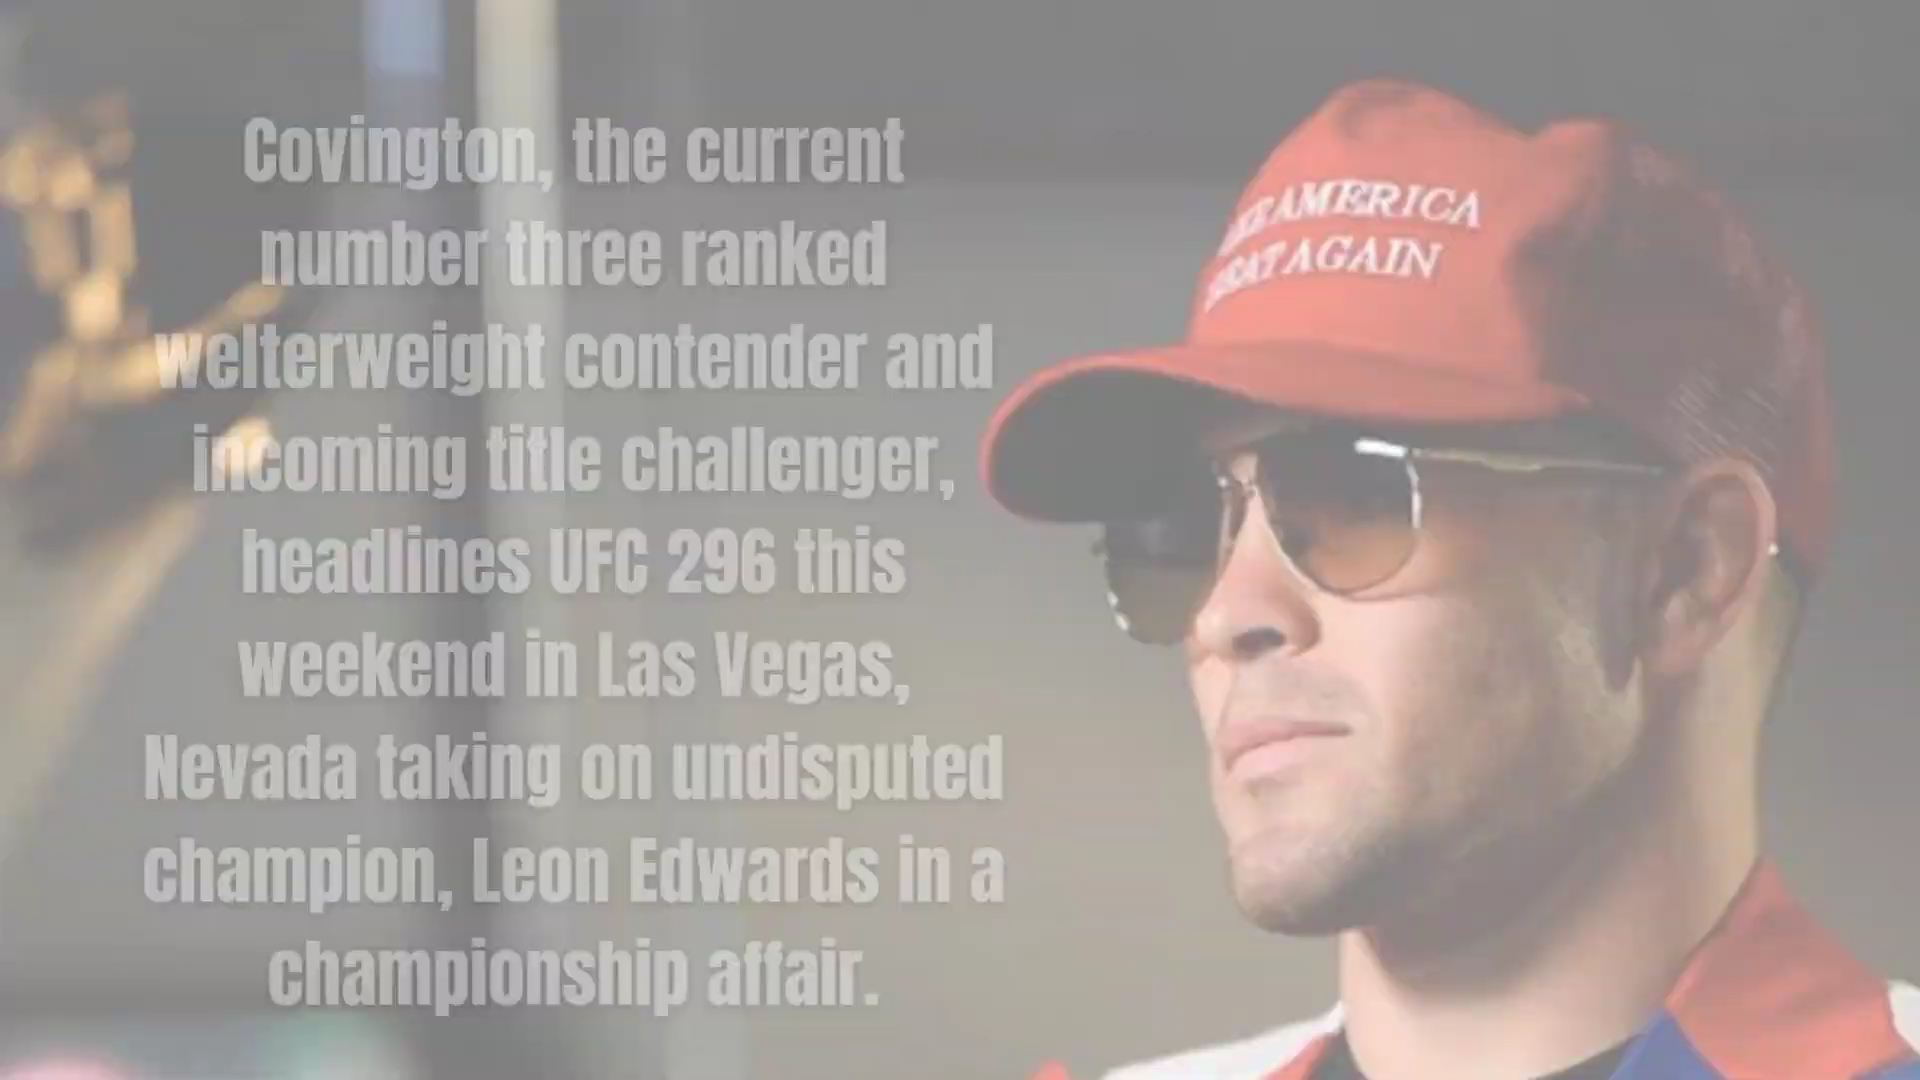 Covington, the current
number three ranked
welterweight contender and
incoming title challenger,
headlines UFC 296 this
weekend in Las Vegas,
Nevada taking on undisputed
champion, Leon Edwards in a
championship affair.
AMERICA
AGAIN